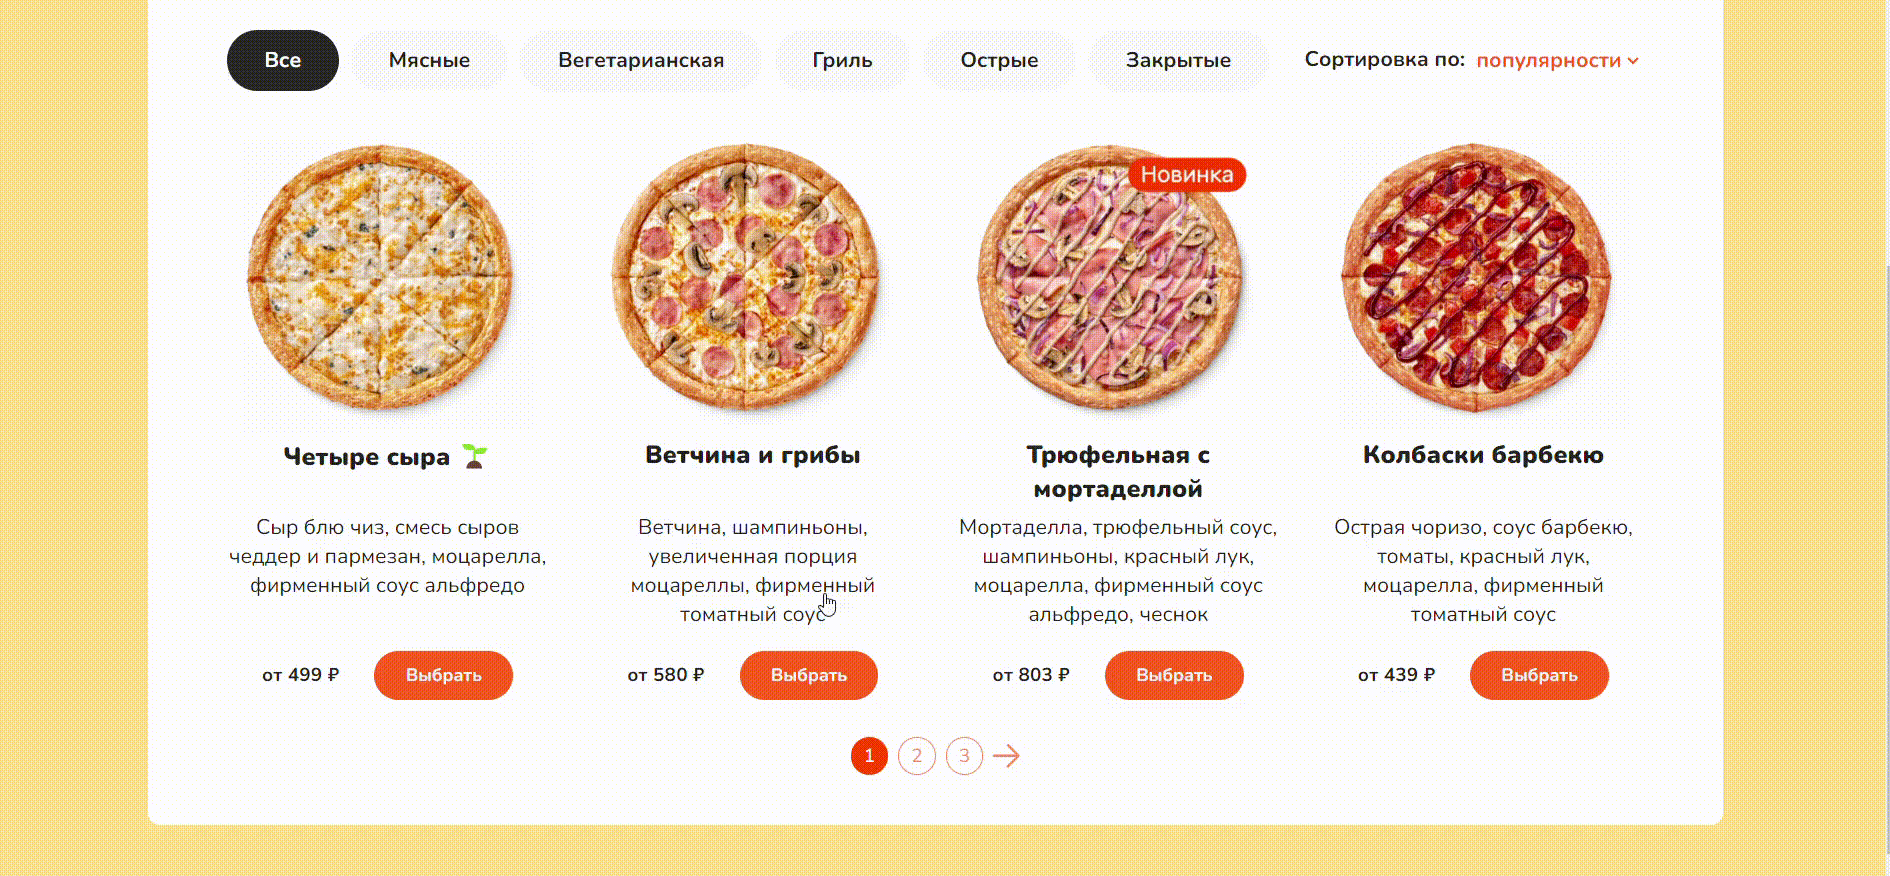 Все Мясные Вегетарианская Гриль Острые Закрытые Сортировка по: популярности
Новинка
Четыре сыра
Сыр блю чиз, смесь сыров
чеддер и пармезан, моцарелла,
фирменный соус альфредо
от 499 ₽ Выбрать
Ветчина и грибы
Ветчина, шампиньоны,
увеличенная порция
моцареллы, фирменный
томатный соус
от 580 ₽ Выбрать
Трюфельная с
мортаделлой
Мортаделла, трюфельный соус,
шампиньоны, красный лук,
моцарелла, фирменный соус
альфредо, чеснок
от 803 ₽ Выбрать
Колбаски барбекю
Острая чоризо, соус барбекю,
томаты, красный лук,
моцарелла, фирменный
томатный соус
от 439 ₽ Выбрать
1 2 3